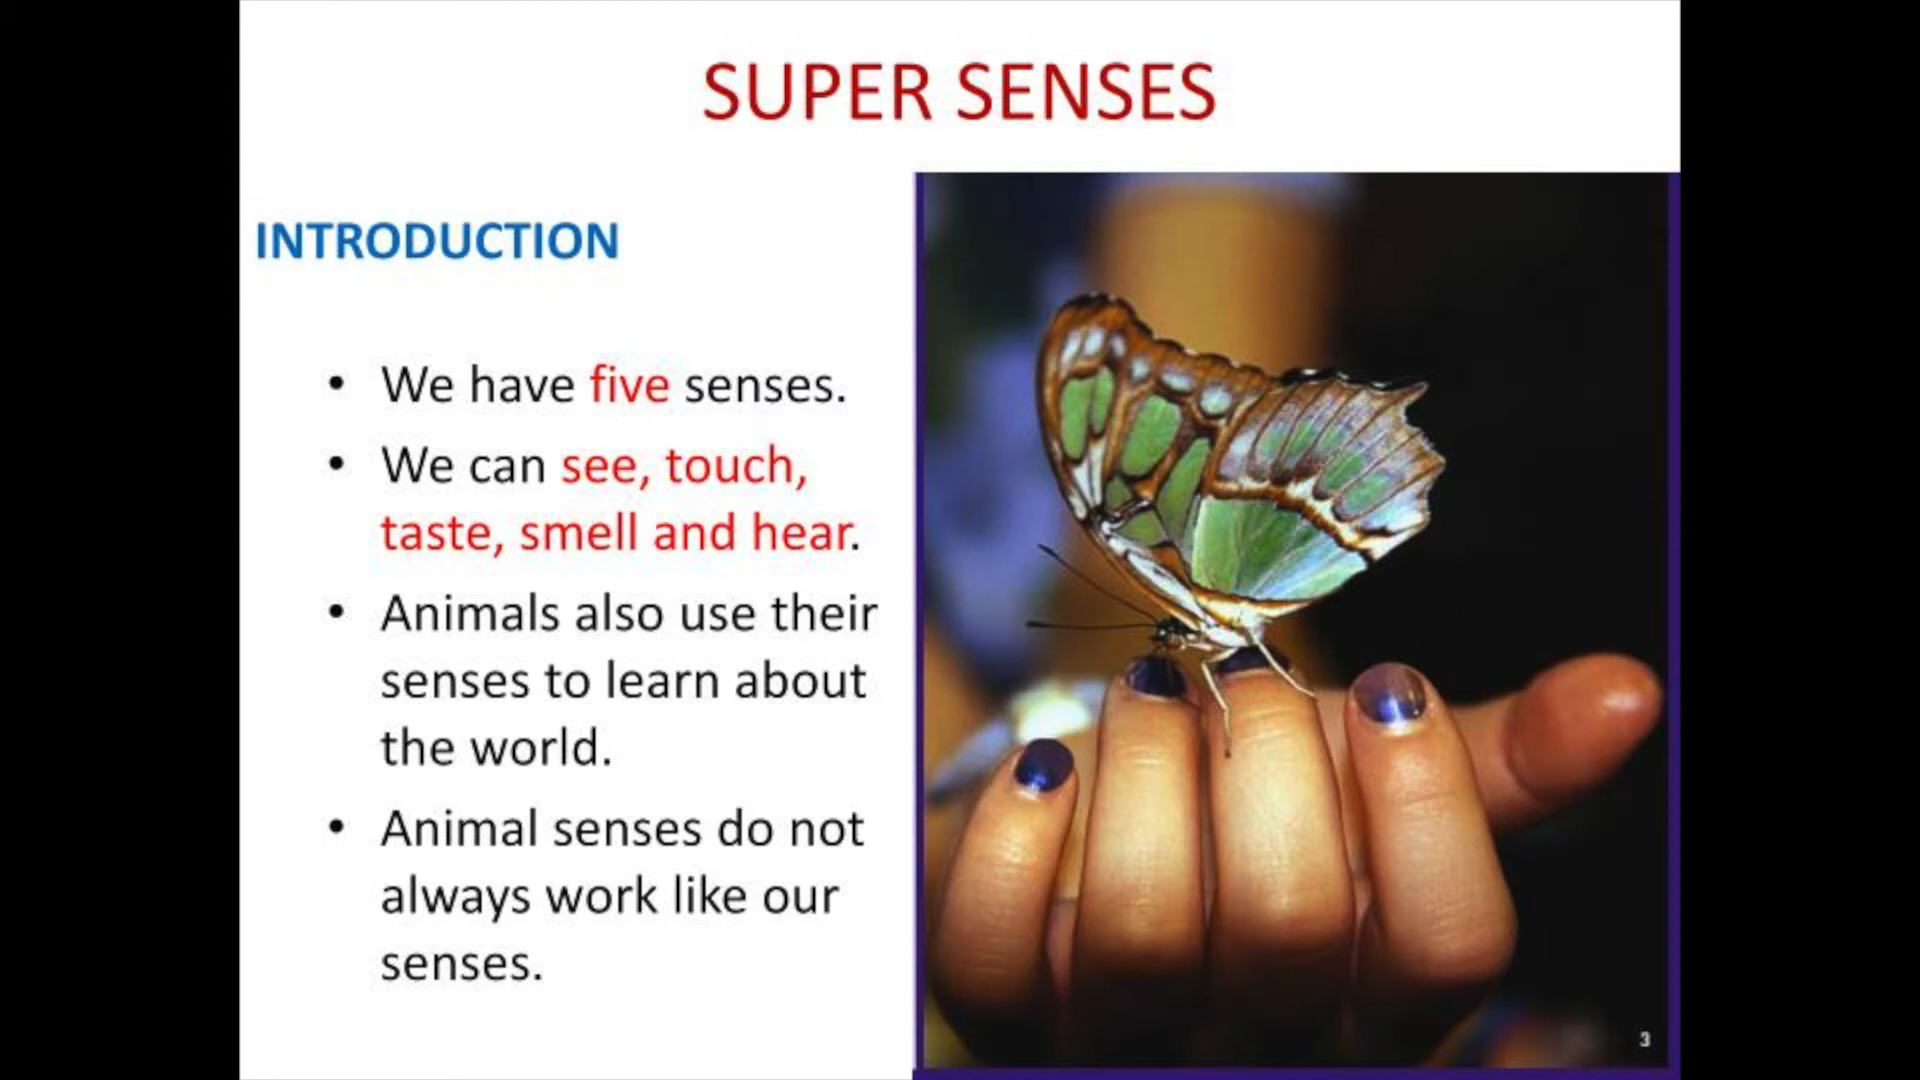 SUPER SENSES
INTRODUCTION
• We have five senses.
• We can see, touch,
taste, smell and hear.
• Animals also use their
senses to learn about
the world.
• Animal senses do not
always work like our
senses.
3